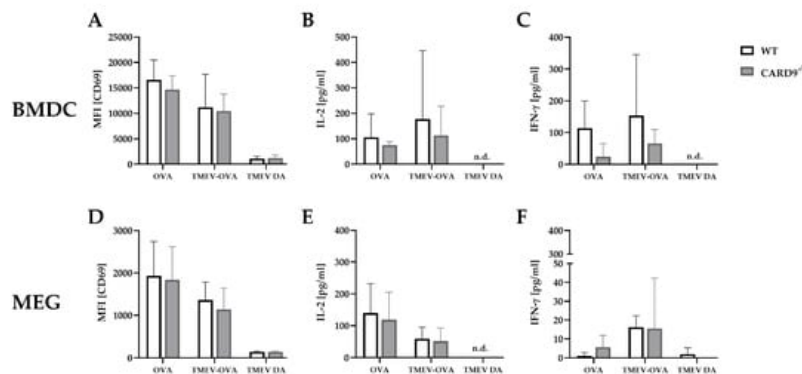 A
B
C
BMDC
MFI [CD69]
25000
20000
15000
10000
5000
0
OVA
TMEV-OVA
TMEV DA
IL-2 [pg/ml]
500
400
300
200
100
0
n.d.
OVA
TMEV-OVA
TMEV DA
IFN-γ [pg/ml]
400
300
200
100
0
n.d.
OVA
TMEV-OVA
TMEV DA
WT
CARD9-/-
D
E
F
MEG
MFI [CD69]
3000
2000
1000
0
OVA
TMEV-OVA
TMEV DA
IL-2 [pg/ml]
400
300
200
100
0
n.d.
OVA
TMEV-OVA
TMEV DA
IFN-γ [pg/ml]
400
300
50
40
30
20
10
0
OVA
TMEV-OVA
TMEV DA